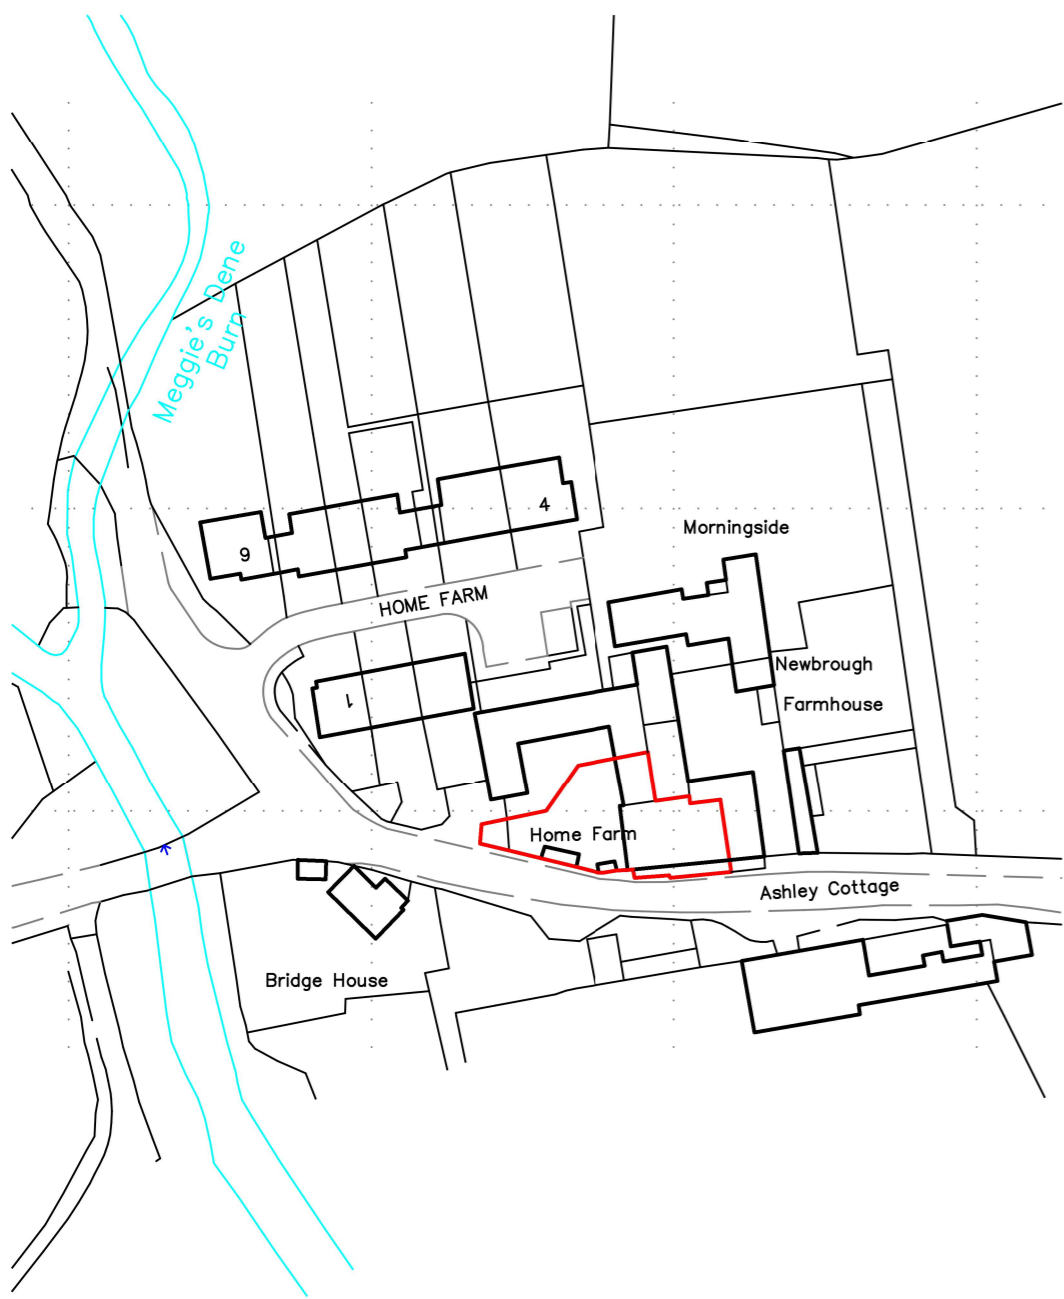 Meggie's Dene
Burn
4
9
Morningside
HOME FARM
Newbrough
Farmhouse
1
Home Farm
Ashley Cottage
Bridge House